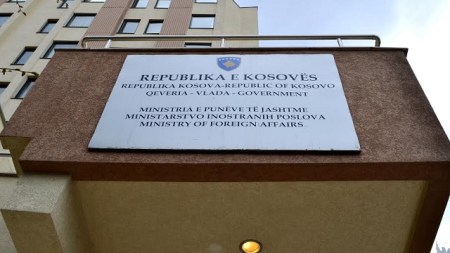 REPUBLIKA E KOSOVËS
REPUBLIKA KOSOVA-REPUBLIC OF KOSOVO
QEVERIA - VLADA - GOVERNMENT
MINISTRIA E PUNËVE TË JASHTME
MINISTARSTVO INOSTRANIH POSLOVA
MINISTRY OF FOREIGN AFFAIRS